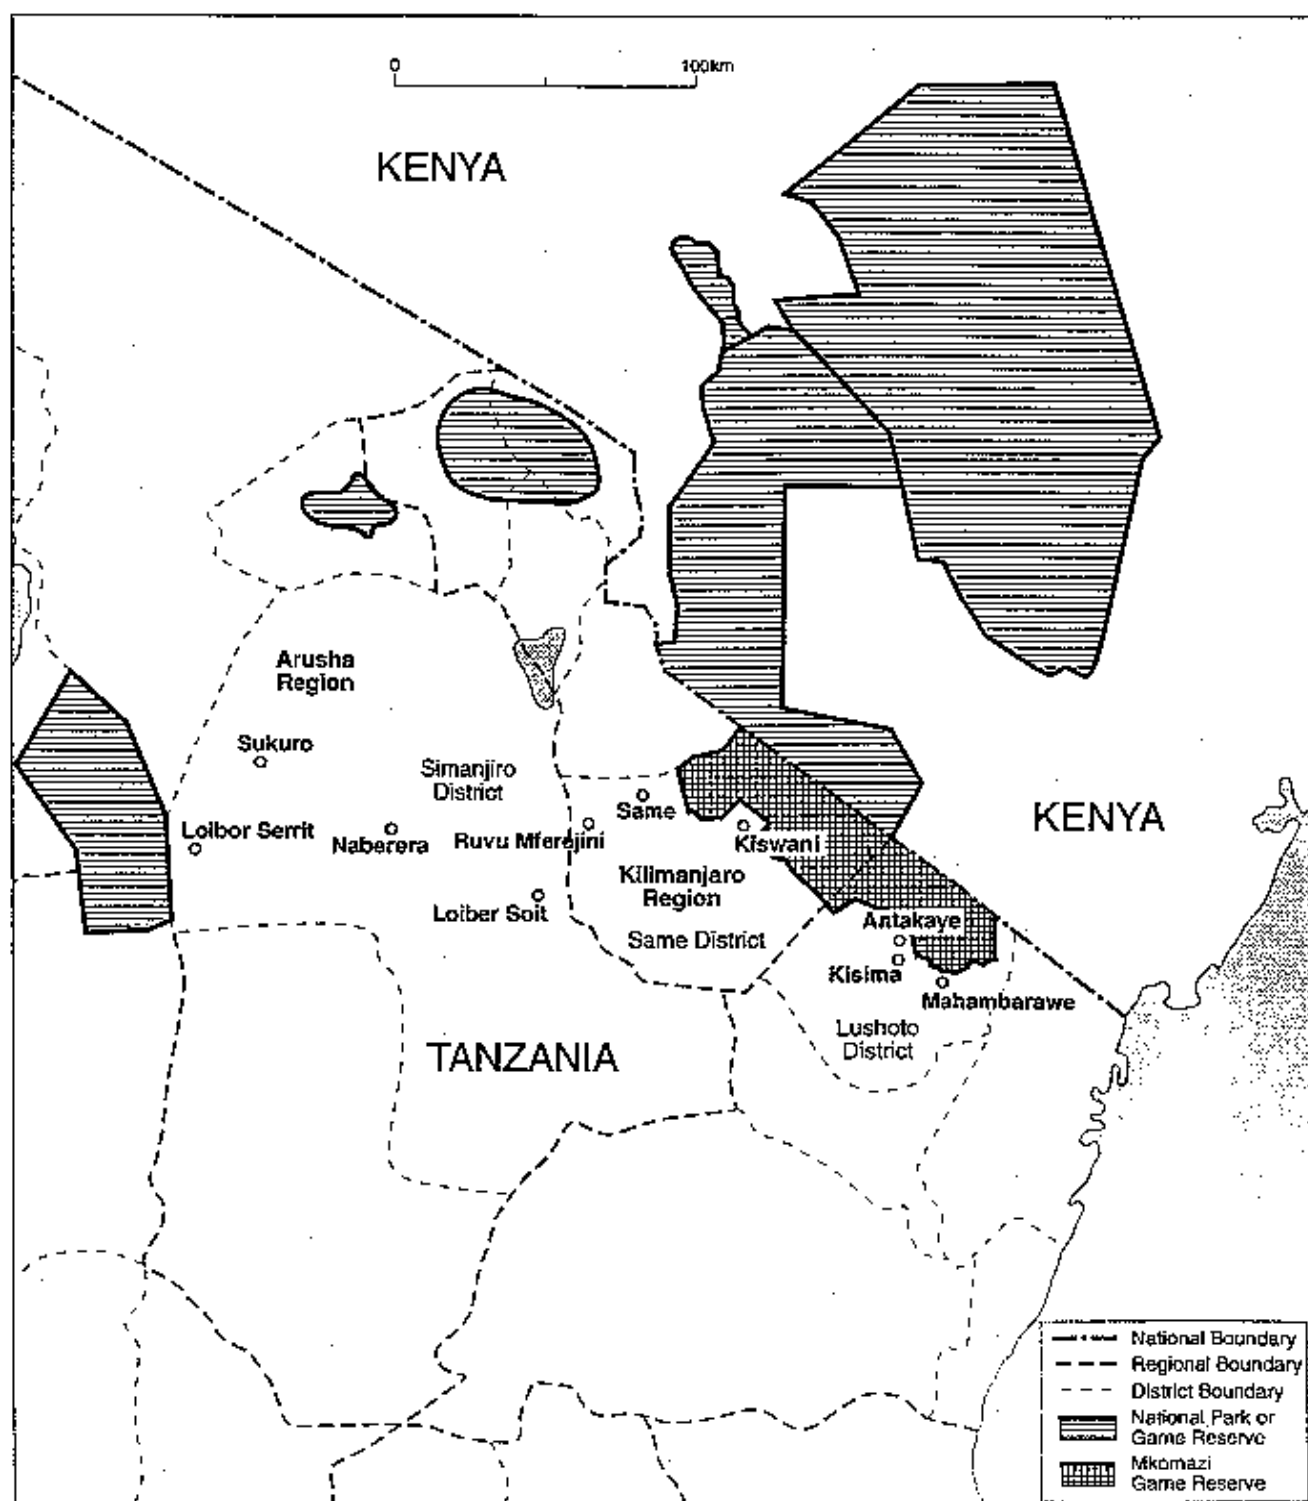 0
100km
KENYA
Arusha
Region
Sukuro
Simanjiro
District
Same
Loibor Serrit
Naberera
Ruvu Mferejini
Kiswani
KENYA
Kilimanjaro
Region
Loiber Soit
Same District
Antakaye
Kisima
Mahambarawe
Lushoto
District
TANZANIA
National Boundary
Regional Boundary
District Boundary
National Park or
Game Reserve
Mkomazi
Game Reserve